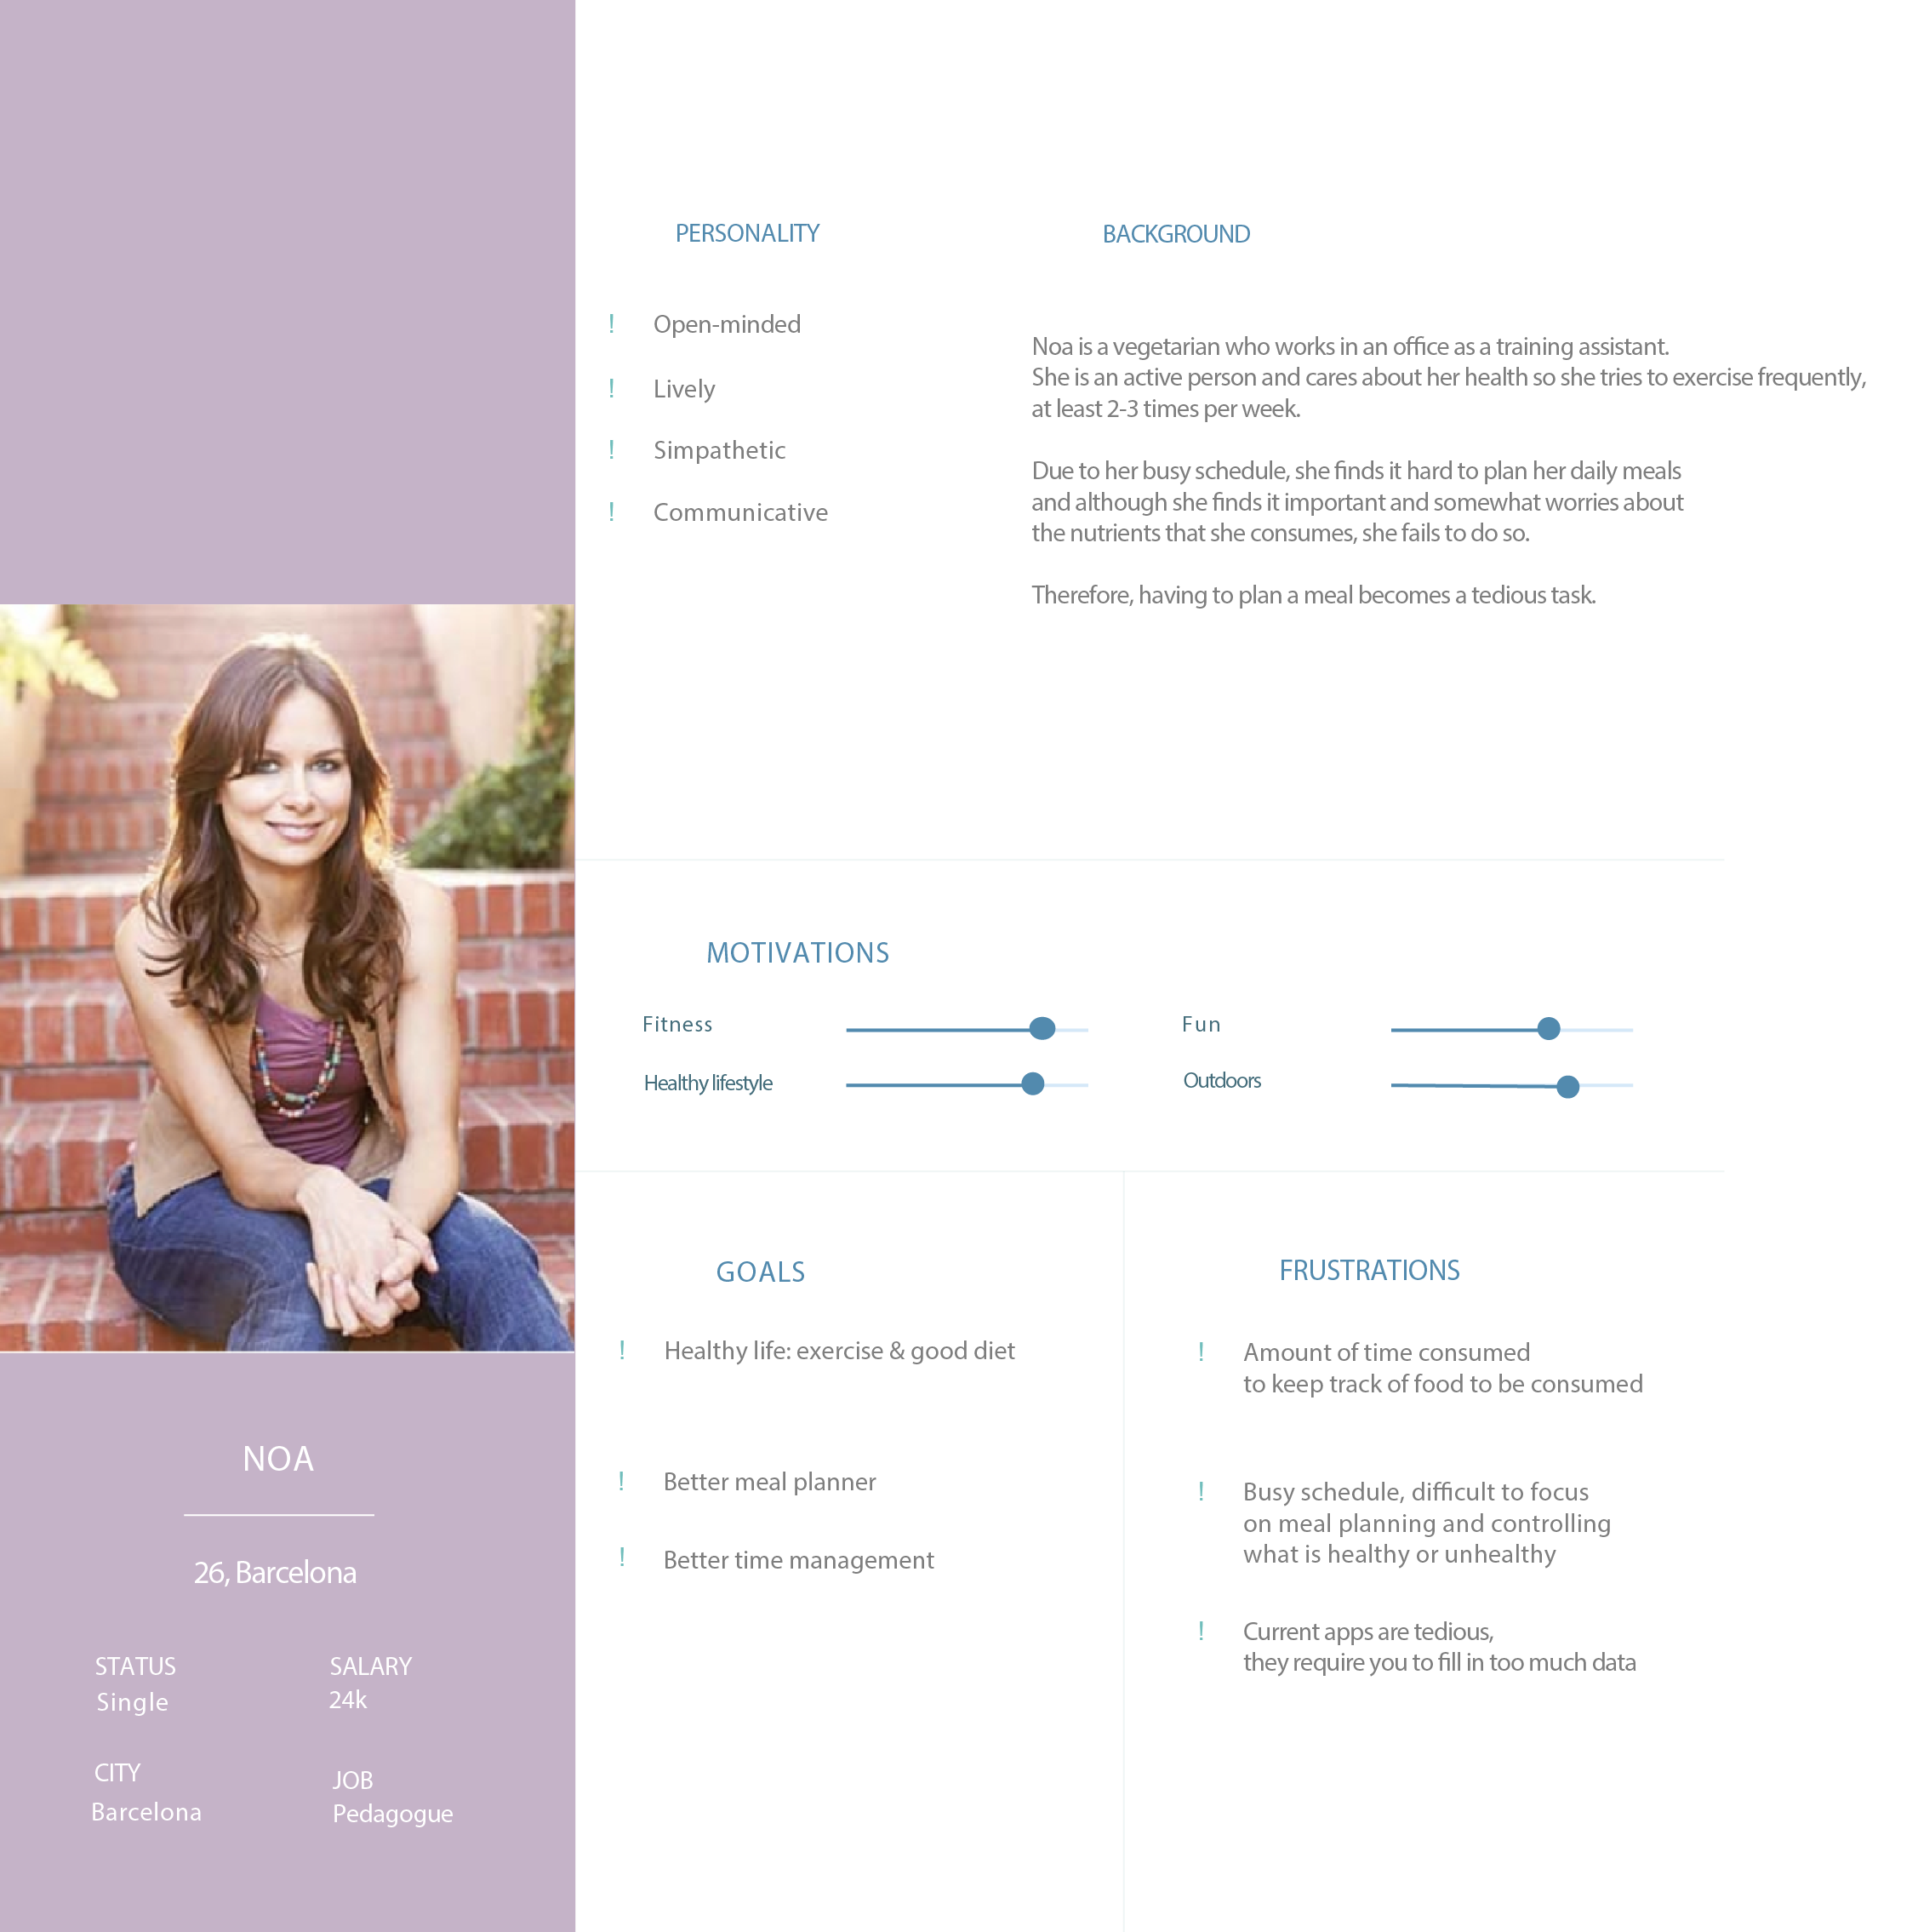 PERSONALITY
! Open-minded
! Lively
! Simpathetic
! Communicative
BACKGROUND
Noa is a vegetarian who works in an office as a training assistant.
She is an active person and cares about her health so she tries to exercise frequently,
at least 2-3 times per week.
Due to her busy schedule, she finds it hard to plan her daily meals
and although she finds it important and somewhat worries about
the nutrients that she consumes, she fails to do so.
Therefore, having to plan a meal becomes a tedious task.
MOTIVATIONS
Fitness
Healthy lifestyle
Fun
Outdoors
GOALS
! Healthy life: exercise & good diet
! Better meal planner
! Better time management
FRUSTRATIONS
! Amount of time consumed
to keep track of food to be consumed
! Busy schedule, difficult to focus
on meal planning and controlling
what is healthy or unhealthy
! Current apps are tedious,
they require you to fill in too much data
NOA
26, Barcelona
STATUS
Single
SALARY
24k
CITY
Barcelona
JOB
Pedagogue